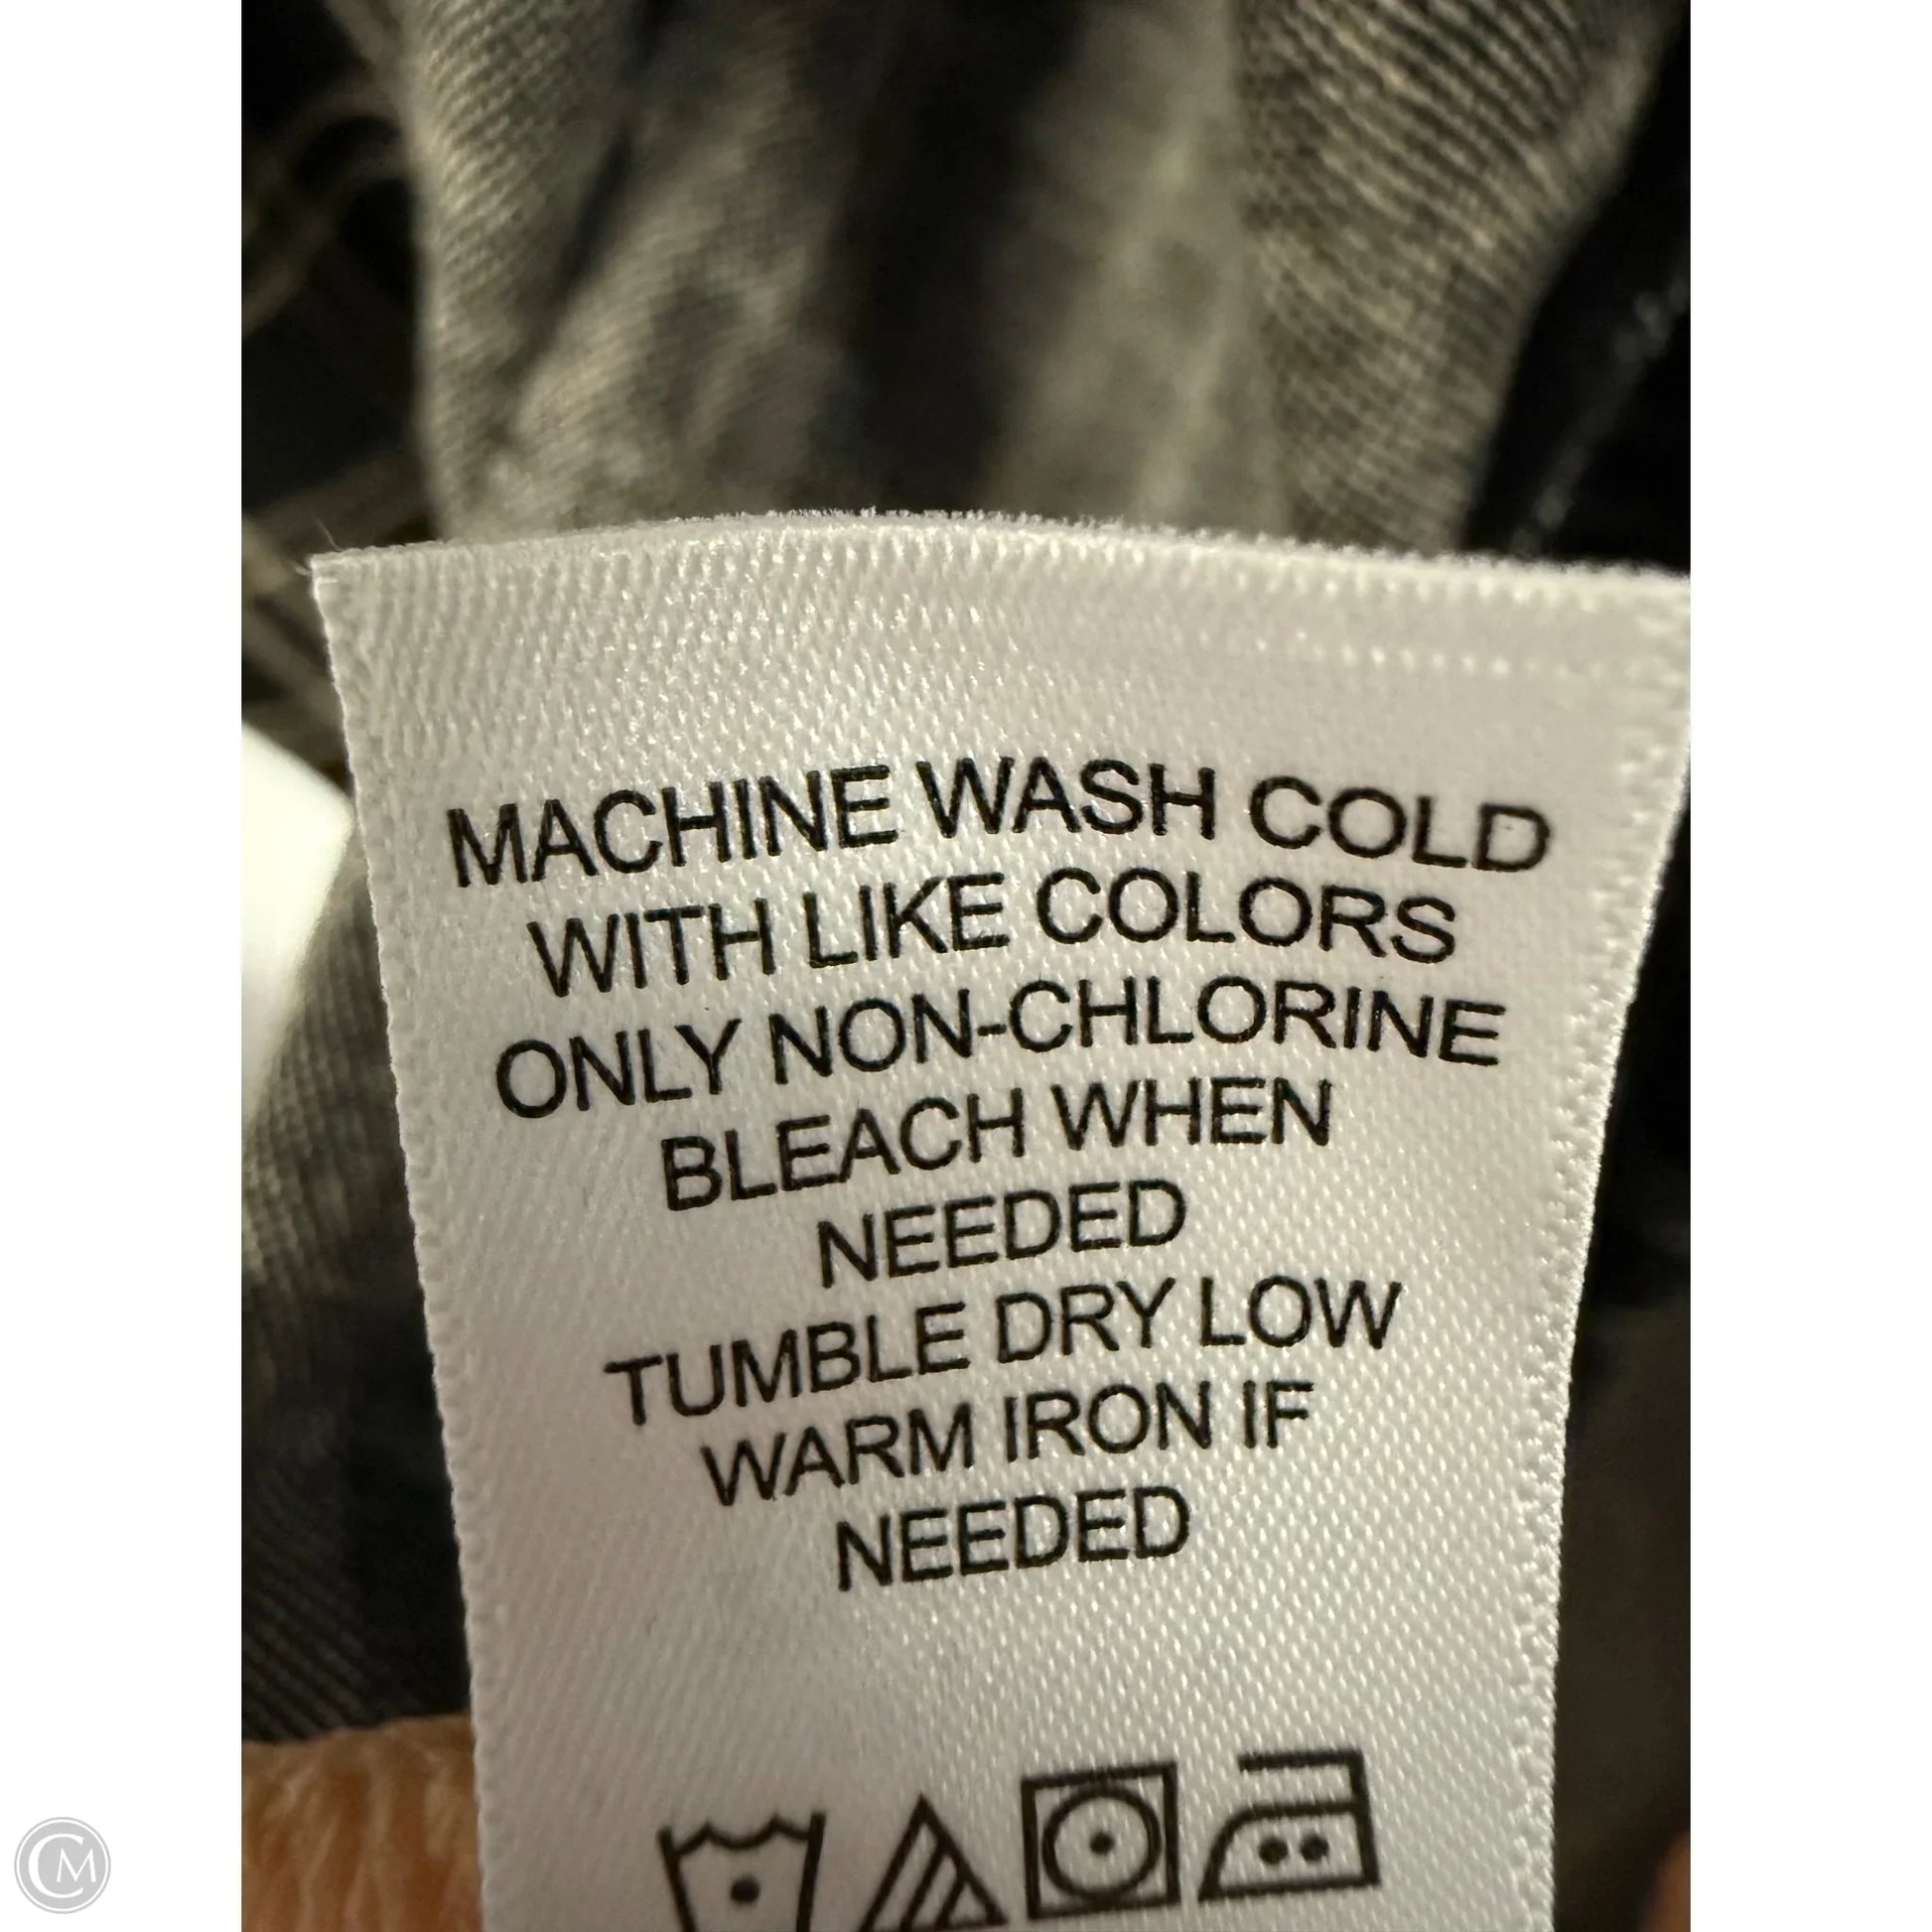 MACHINE WASH COLD
WITH LIKE COLORS
ONLY NON-CHLORINE
BLEACH WHEN
NEEDED
TUMBLE DRY LOW
WARM IRON IF
NEEDED
CM